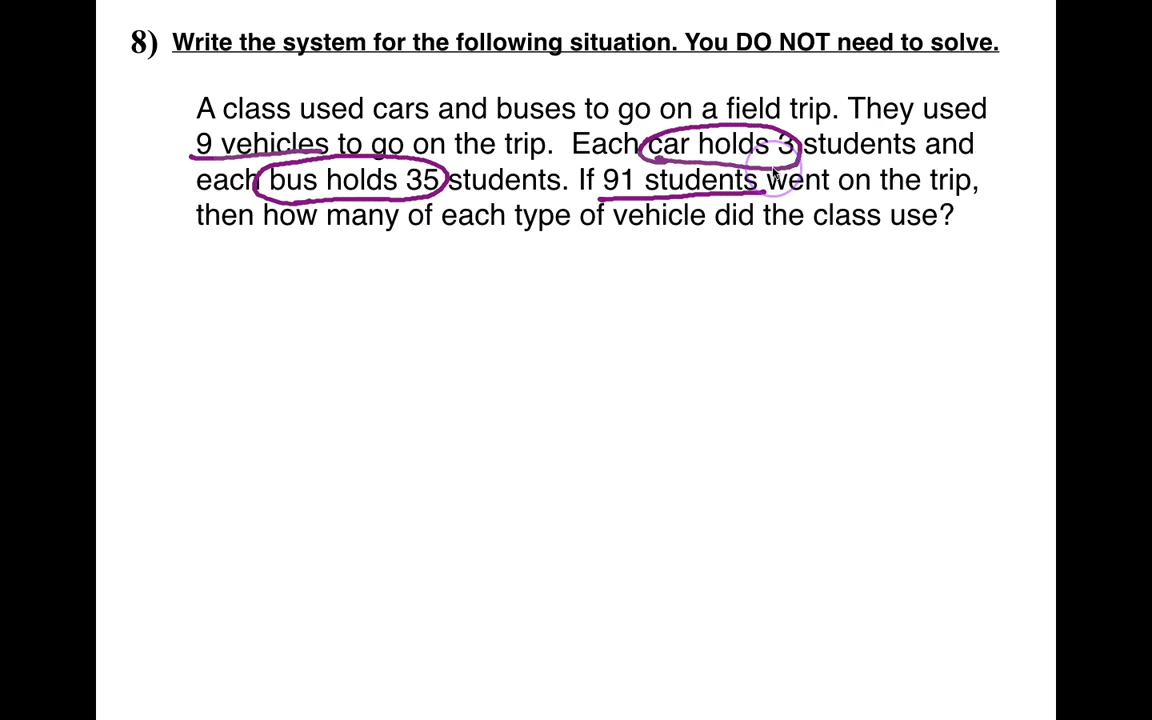 8) Write the system for the following situation. You DO NOT need to solve.
A class used cars and buses to go on a field trip. They used
9 vehicles to go on the trip. Each car holds 3 students and
each bus holds 35 students. If 91 students went on the trip,
then how many of each type of vehicle did the class use?